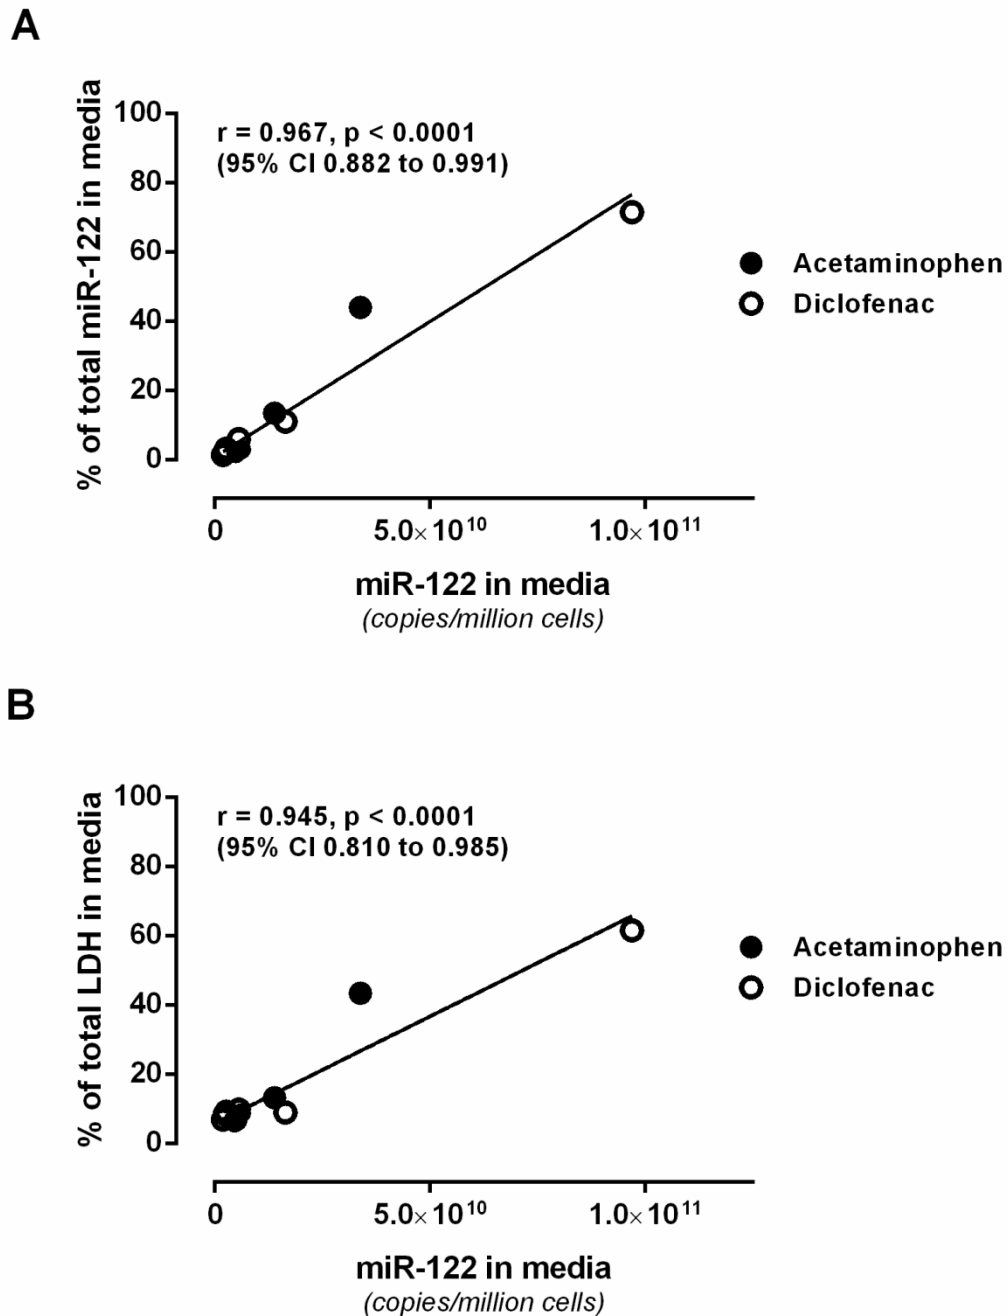 A
% of total miR-122 in media
100
80
60
40
20
0
r = 0.967, p < 0.0001
(95% CI 0.882 to 0.991)
Acetaminophen
Diclofenac
0
5.0×10¹⁰
1.0×10¹¹
miR-122 in media
(copies/million cells)
B
% of total LDH in media
100
80
60
40
20
0
r = 0.945, p < 0.0001
(95% CI 0.810 to 0.985)
Acetaminophen
Diclofenac
0
5.0×10¹⁰
1.0×10¹¹
miR-122 in media
(copies/million cells)